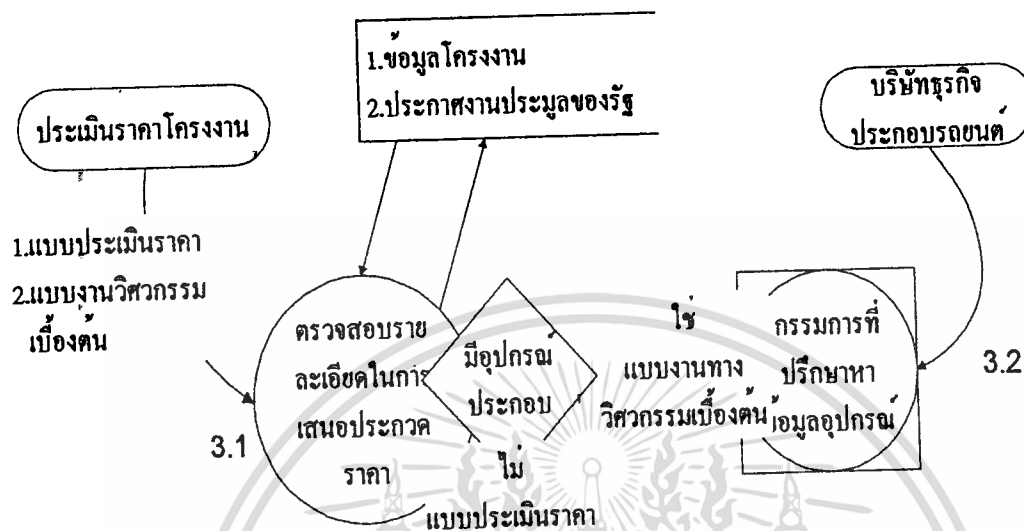 1.ข้อมูลโครงงาน
2.ประกาศงานประมูลของรัฐ
ประเมินราคาโครงงาน
บริษัทธุรกิจ
ประกอบรถยนต์
1.แบบประเมินราคา
2.แบบงานวิศวกรรม
เบื้องต้น
ตรวจสอบราย
ละเอียดในการ
เสนอประกวด
ราคา
3.1
มีอุปกรณ์
ประกอบ
ไม่
แบบประเมินราคา
ใช่
แบบงานทาง
วิศวกรรมเบื้องต้น
กรรมการที่
ปรึกษาหา
ข้อมูลอุปกรณ์
3.2